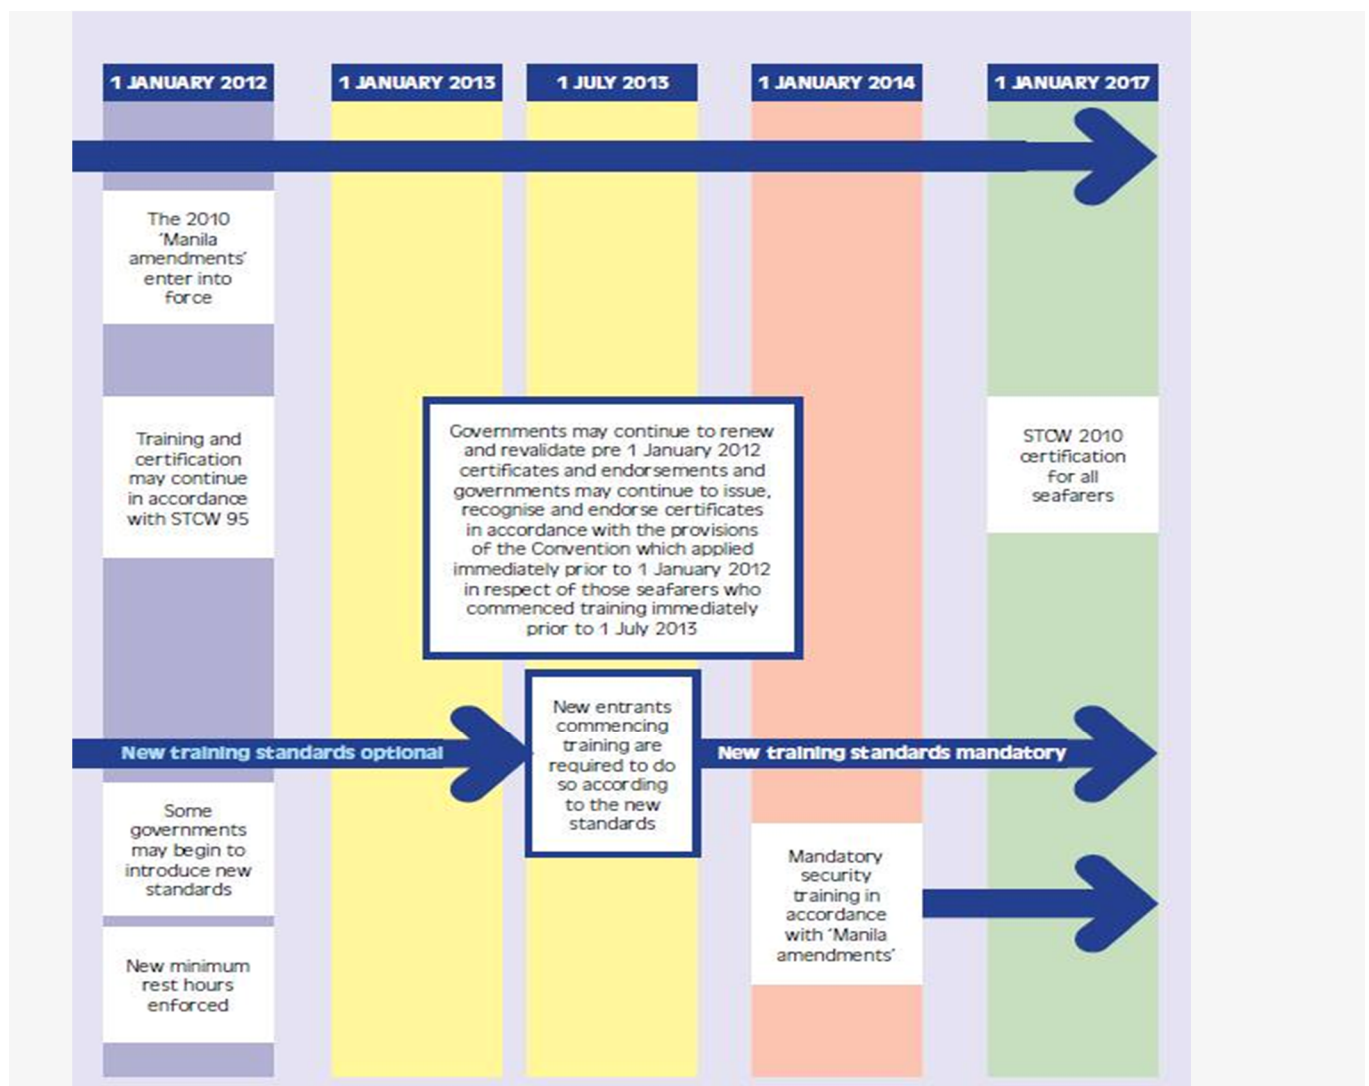 1 JANUARY 2012
1 JANUARY 2013
1 JULY 2013
1 JANUARY 2014
1 JANUARY 2017
The 2010
‘Manila
amendments’
enter into
force
Training and
certification
may continue
in accordance
with STCW 95
Governments may continue to renew
and revalidate pre 1 January 2012
certificates and endorsements and
governments may continue to issue,
recognise and endorse certificates
in accordance with the provisions
of the Convention which applied
immediately prior to 1 January 2012
in respect of those seafarers who
commenced training immediately
prior to 1 July 2013
STCW 2010
certification
for all
seafarers
New training standards optional
New entrants
commencing
training are
required to do
so according
to the new
standards
New training standards mandatory
Some
governments
may begin to
introduce new
standards
Mandatory
security
training in
accordance
with ‘Manila
amendments’
New minimum
rest hours
enforced